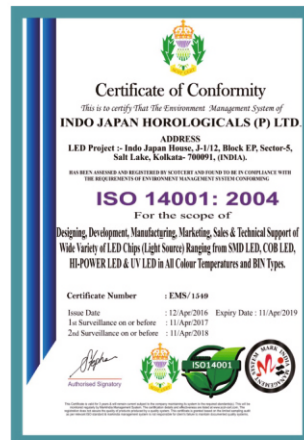 Certificate of Conformity
This is to certify That The Environment Management System of
INDO JAPAN HOROLOGICALS (P) LTD.
ADDRESS
LED Project :- Indo Japan House, J-1/12, Block EP, Sector-5,
Salt Lake, Kolkata- 700091, (INDIA).
HAS BEEN ASSESSED AND REGISTERED BY SCOTCERT AND FOUND TO BE IN COMPLIANCE WITH
THE REQUIREMENTS OF ENVIRONMENT MANAGEMENT SYSTEM CONFORMING
ISO 14001: 2004
For the scope of
Designing, Development, Manufacturing, Marketing, Sales & Technical Support of
Wide Variety of LED Chips (Light Source) Ranging from SMD LED, COB LED,
HI-POWER LED & UV LED in All Colour Temperatures and BIN Types.
Certificate Number : EMS/1549
Issue Date : 12/Apr/2016 Expiry Date : 11/Apr/2019
1st Surveillance on or before : 11/Apr/2017
2nd Surveillance on or before : 11/Apr/2018
Authorised Signatory
ISO14001